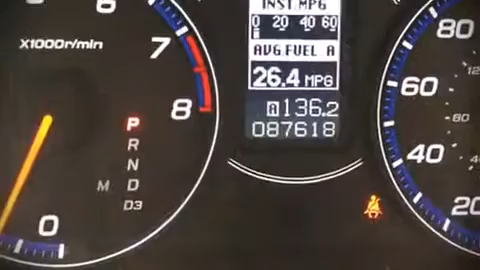 INST.MPG
0 20 40 60
AVG.FUEL A
26.4 MPG
A 136.2
087618
6
x1000r/min
7
8
P
R
N
M D
D3
0
80
60
40
20